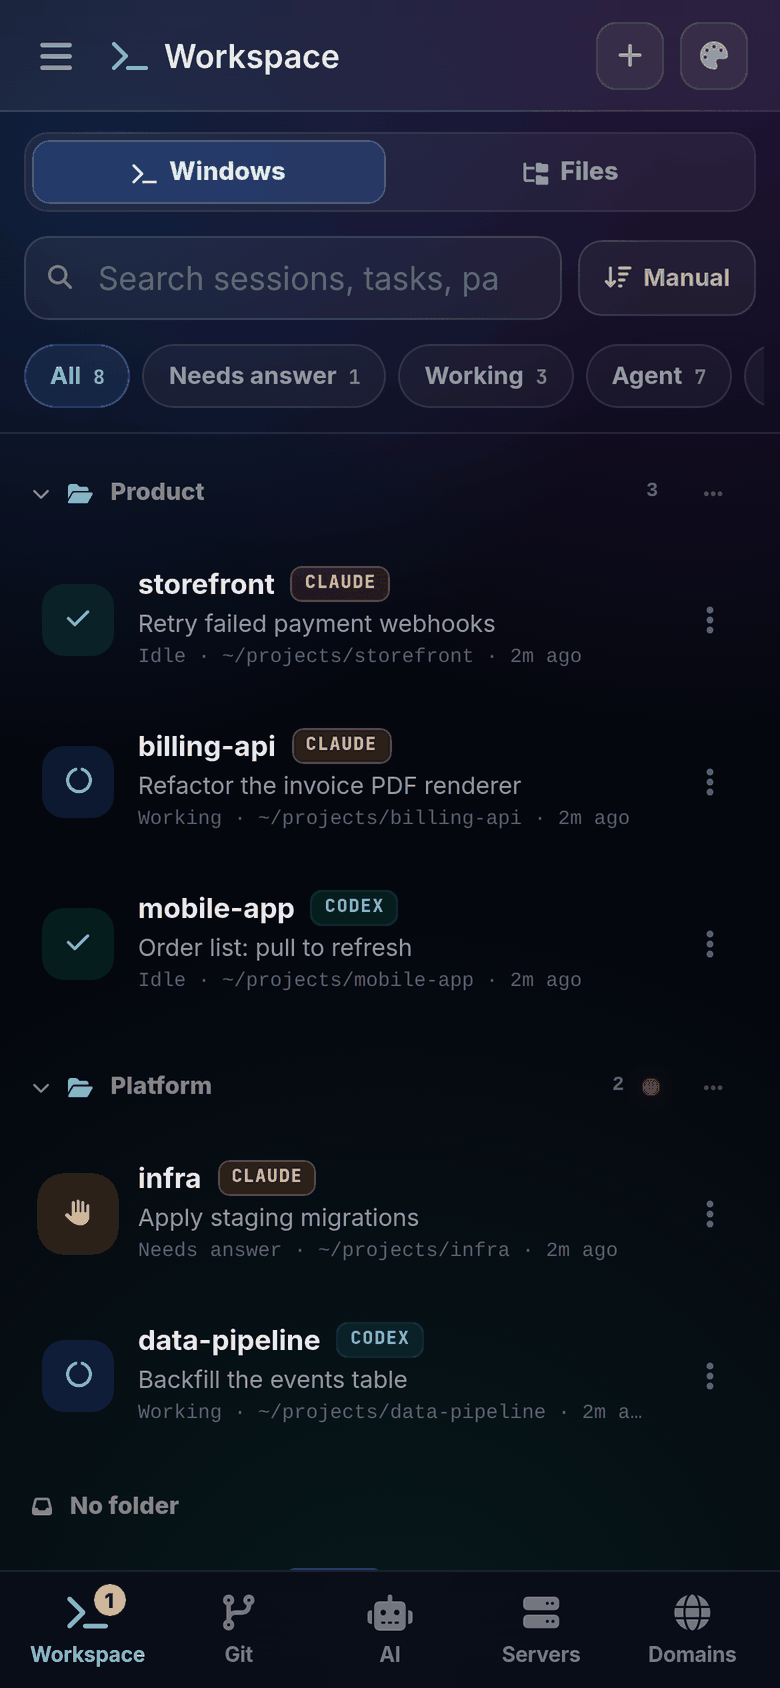 Workspace
Windows
Files
Search sessions, tasks, pa
Manual
All 8
Needs answer 1
Working 3
Agent 7
Product
3
storefront CLAUDE
Retry failed payment webhooks
Idle · ~/projects/storefront · 2m ago
billing-api CLAUDE
Refactor the invoice PDF renderer
Working · ~/projects/billing-api · 2m ago
mobile-app CODEX
Order list: pull to refresh
Idle · ~/projects/mobile-app · 2m ago
Platform
2
infra CLAUDE
Apply staging migrations
Needs answer · ~/projects/infra · 2m ago
data-pipeline CODEX
Backfill the events table
Working · ~/projects/data-pipeline · 2m a…
No folder
1
Workspace
Git
AI
Servers
Domains